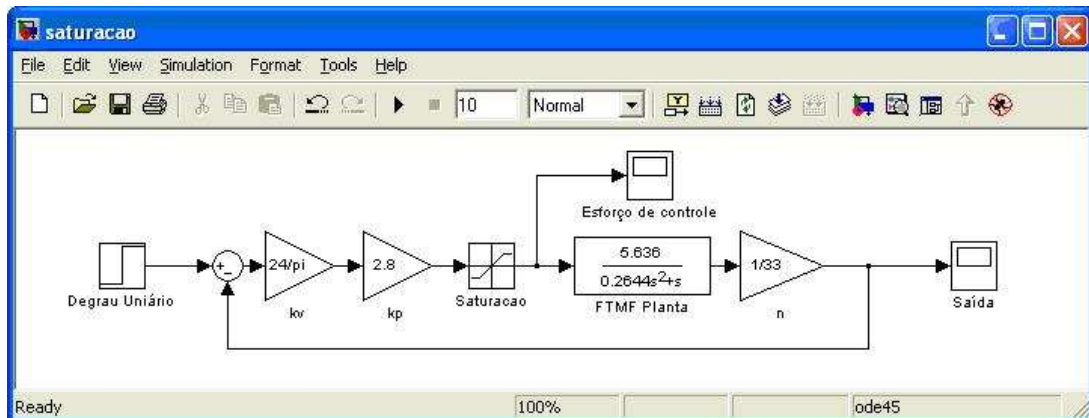 saturacao
File Edit View Simulation Format Tools Help
10 Normal
Esforço de controle
24/pi
2.8
5.636
0.2644s²+s
1/33
Degrau Uniário
kv
kp
Saturacao
FTMF Planta
n
Saída
Ready 100% ode45